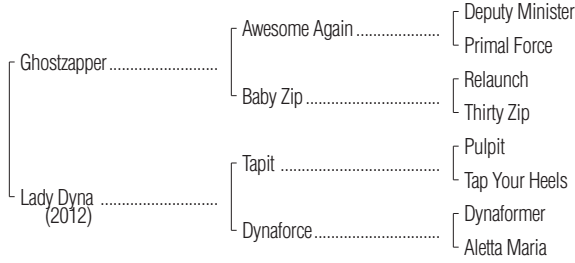 Deputy Minister
Awesome Again ....................
Primal Force
Ghostzapper ..........................
Relaunch
Baby Zip ................................
Thirty Zip
Pulpit
Tapit ......................................
Tap Your Heels
Lady Dyna ............................
(2012)
Dynaformer
Dynaforce ..............................
Aletta Maria